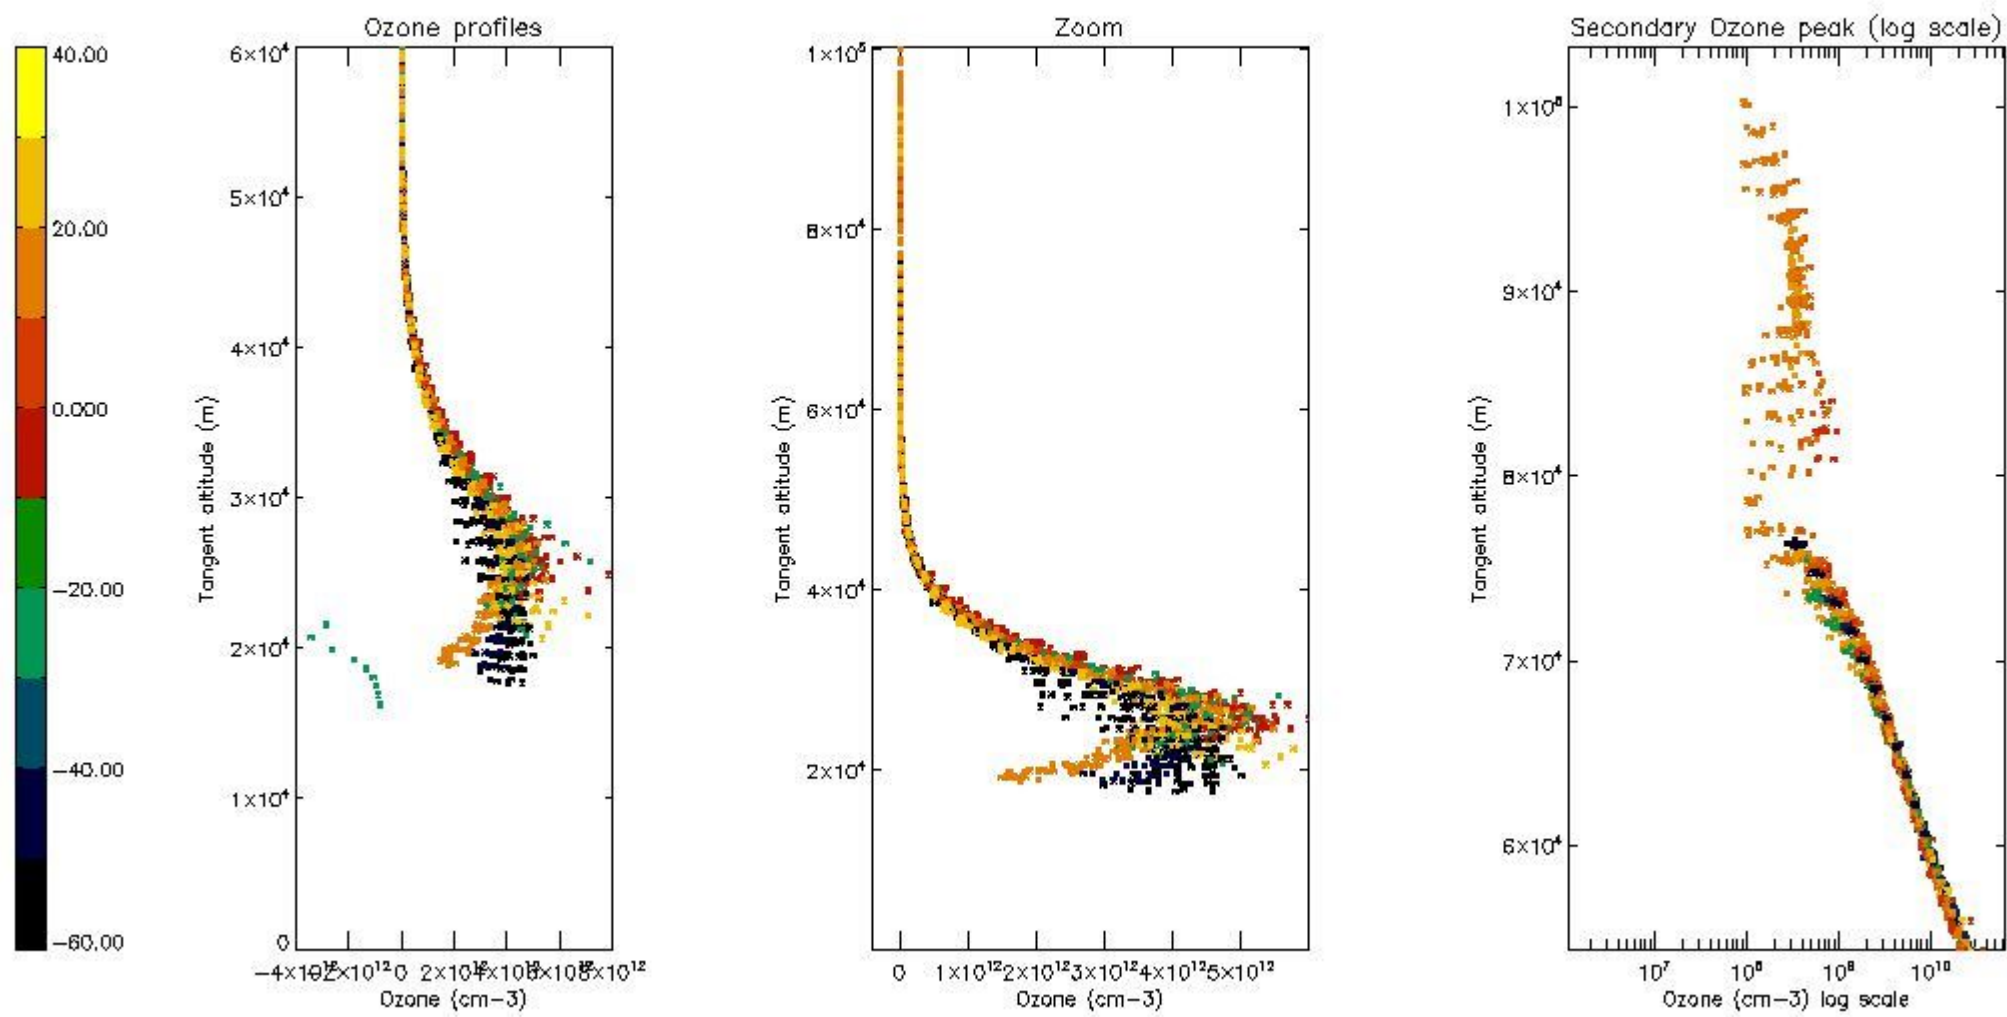 Ozone profiles
Zoom
Secondary Ozone peak (log scale)
40.00
20.00
0.000
−20.00
−40.00
−60.00
6×10⁴
5×10⁴
4×10⁴
3×10⁴
2×10⁴
1×10⁴
0
Tangent altitude (m)
0
Ozone (cm−3)
1×10⁵
8×10⁴
6×10⁴
4×10⁴
2×10⁴
Tangent altitude (m)
0 1×10¹² 2×10¹² 3×10¹² 4×10¹² 5×10¹²
Ozone (cm−3)
9×10⁴
8×10⁴
7×10⁴
6×10⁴
Tangent altitude (m)
10⁷ 10⁸ 10⁹ 10¹⁰
Ozone (cm−3) log scale